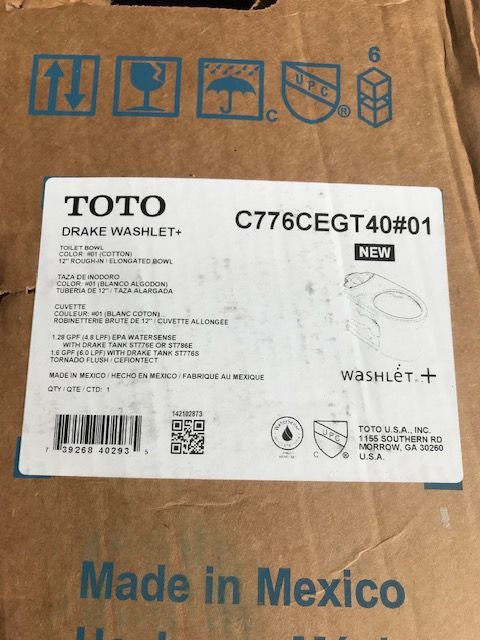 6
UPC
®
C
TOTO
DRAKE WASHLET+
C776CEGT40#01
NEW
TOILET BOWL
COLOR: #01 (COTTON)
12" ROUGH-IN / ELONGATED BOWL
TAZA DE INODORO
COLOR: #01 (BLANCO ALGODON)
TUBERIA DE 12" / TAZA ALARGADA
CUVETTE
COULEUR: #01 (BLANC COTON)
ROBINETTERIE BRUTE DE 12" / CUVETTE ALLONGÉE
1.28 GPF (4.8 LPF) EPA WATERSENSE
WITH DRAKE TANK ST776E OR ST786E
1.6 GPF (6.0 LPF) WITH DRAKE TANK ST776S
TORNADO FLUSH / CEFIONTECT
WASHLET.+
MADE IN MEXICO / HECHO EN MÉXICO / FABRIQUÉ AU MEXIQUE
QTY / QTE / CTD: 1
142102873
7 39268 40293 5
WaterSense
C UPC ®
TOTO U.S.A., INC.
1155 SOUTHERN RD
MORROW, GA 30260
U.S.A.
Made in Mexico